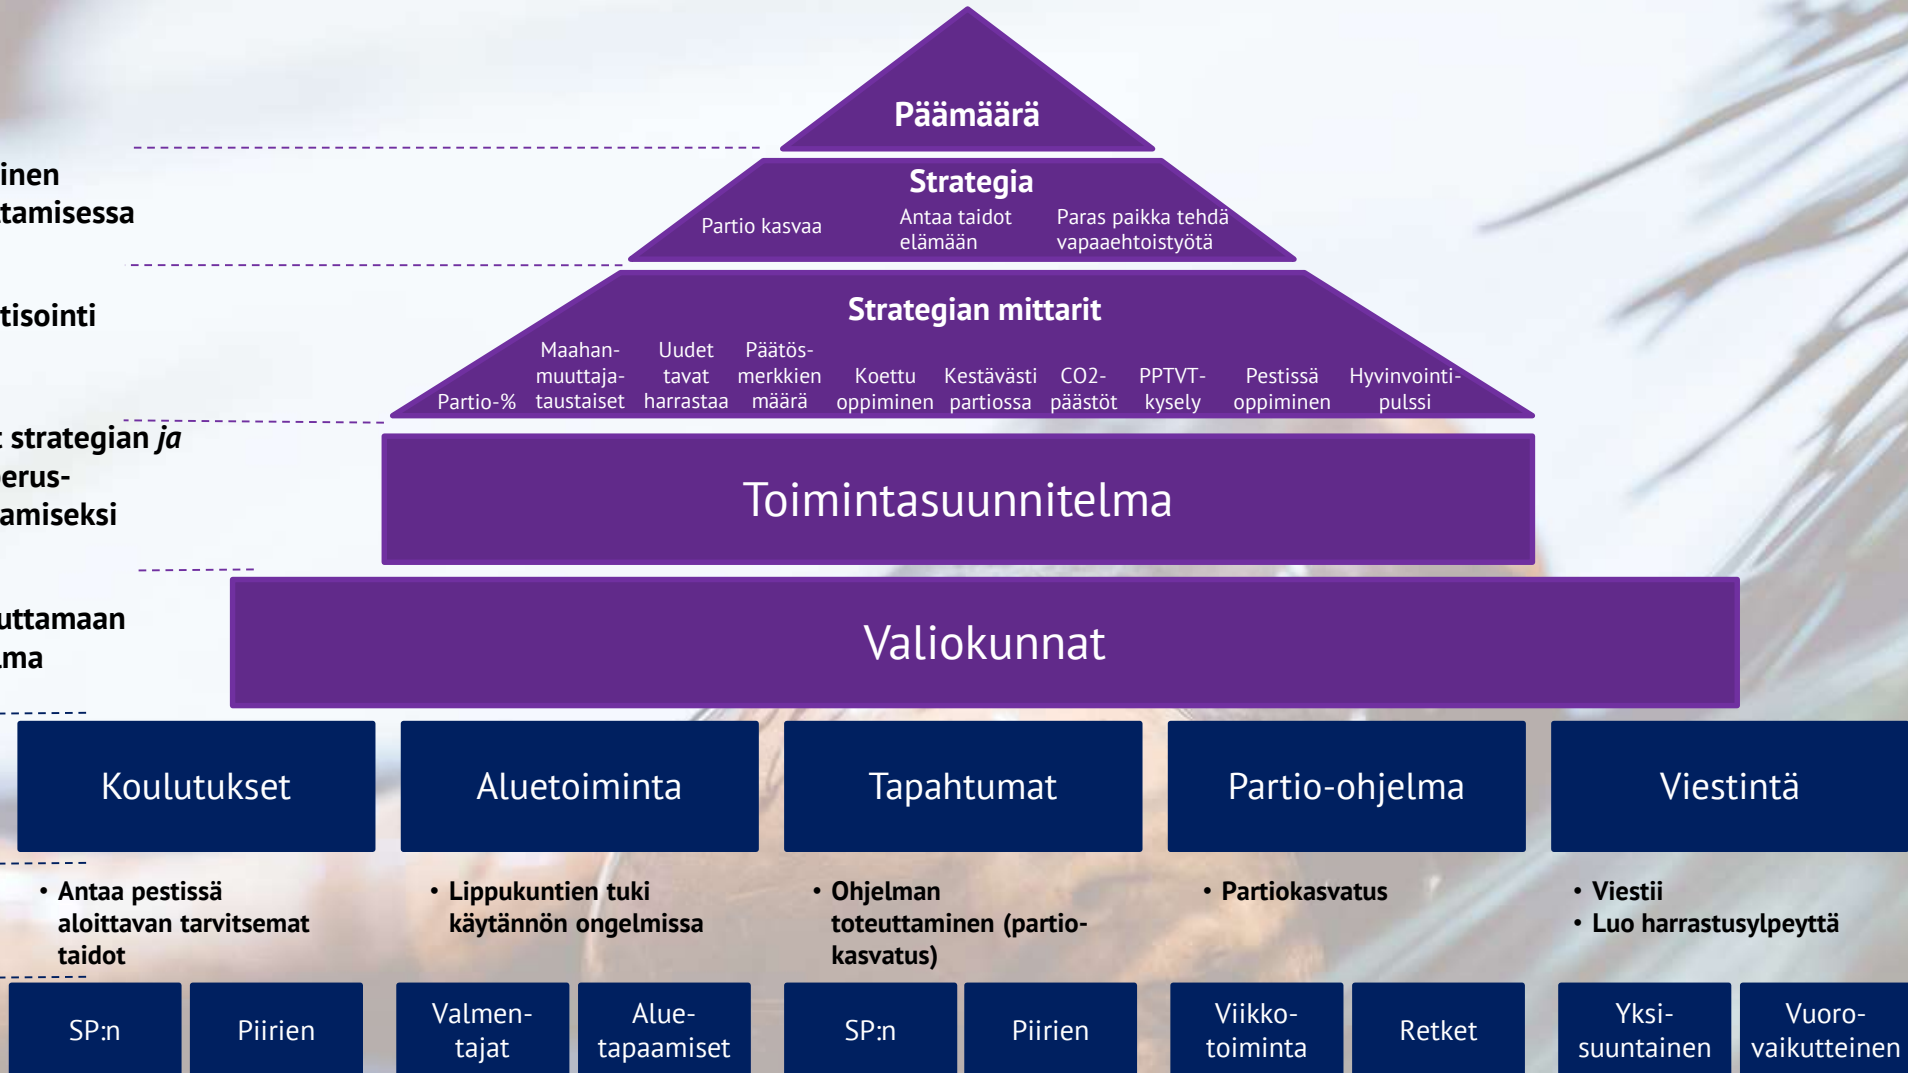 Päämäärä
Strategia
Partio kasvaa
Antaa taidot
elämään
Paras paikka tehdä
vapaaehtoistyötä
Strategian mittarit
Partio-%
Maahan-
muuttaja-
taustaiset
Uudet
tavat
harrastaa
Päätös-
merkkien
määrä
Koettu
oppiminen
Kestävästi
partiossa
CO2-
päästöt
PPTVT-
kysely
Pestissä
oppiminen
Hyvinvointi-
pulssi
inen
tamisessa
tisointi
strategian ja
erus-
amiseksi
uttamaan
lma
Toimintasuunnitelma
Valiokunnat
Koulutukset
Aluetoiminta
Tapahtumat
Partio-ohjelma
Viestintä
• Antaa pestissä
aloittavan tarvitsemat
taidot
• Lippukuntien tuki
käytännön ongelmissa
• Ohjelman
toteuttaminen (partio-
kasvatus)
• Partiokasvatus
• Viestii
• Luo harrastusylpeyttä
SP:n
Piirien
Valmen-
tajat
Alue-
tapaamiset
SP:n
Piirien
Viikko-
toiminta
Retket
Yksi-
suuntainen
Vuoro-
vaikutteinen